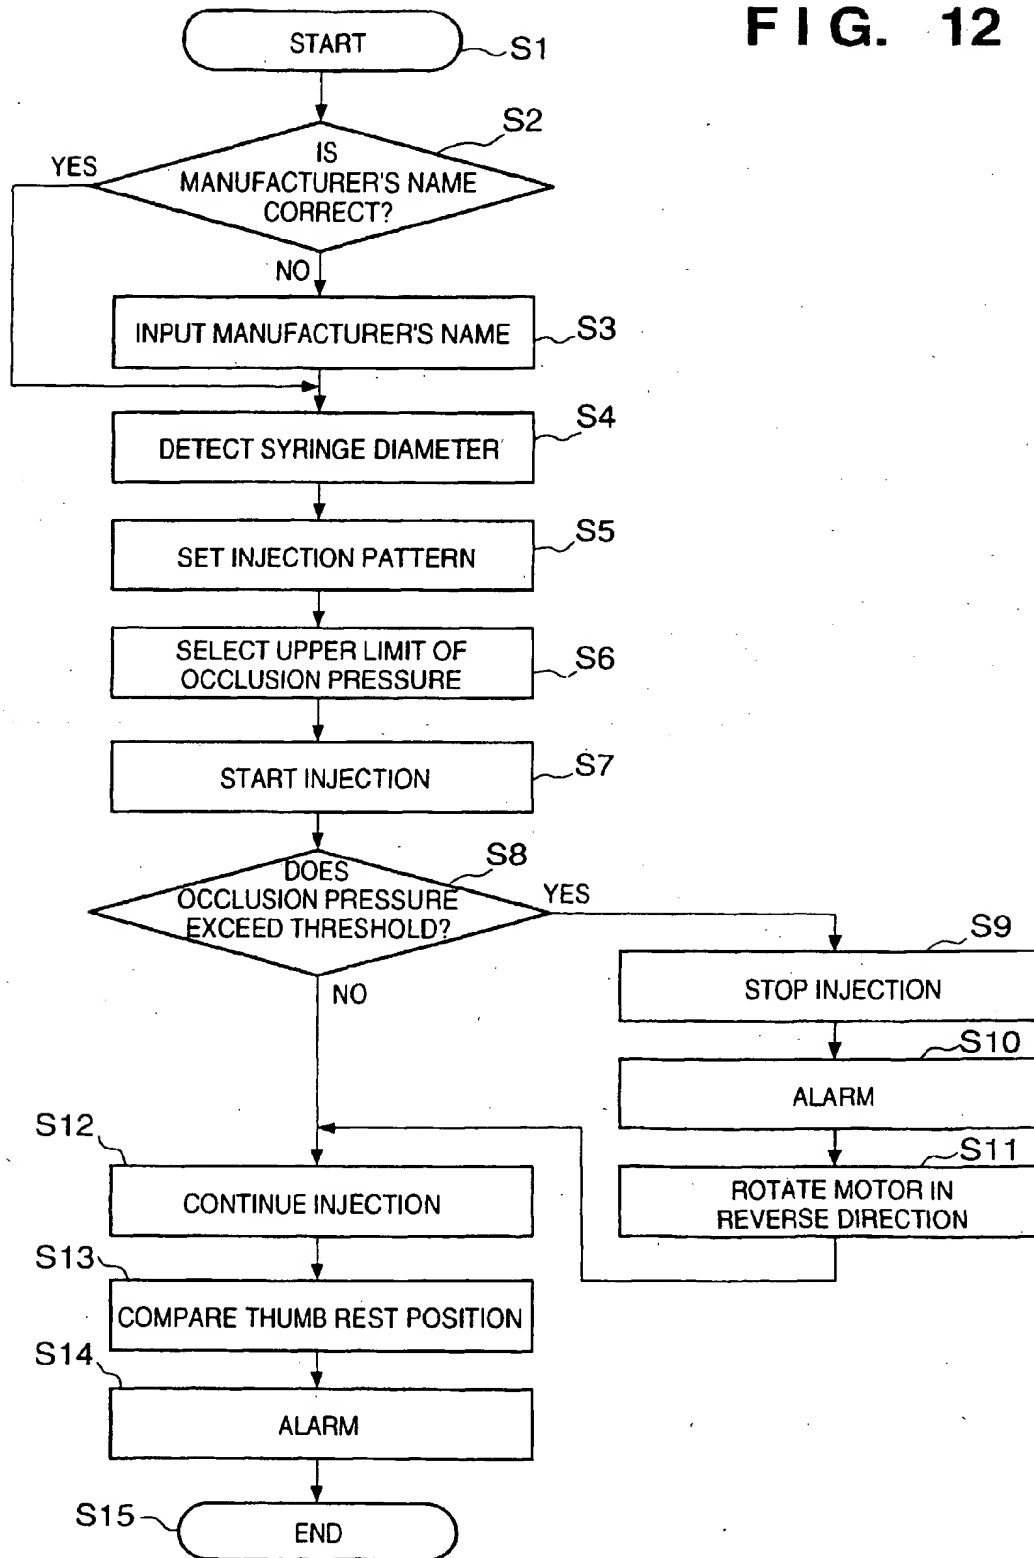 FIG. 12
START
S1
S2
IS
MANUFACTURER'S NAME
CORRECT?
YES
NO
INPUT MANUFACTURER'S NAME
S3
DETECT SYRINGE DIAMETER
S4
SET INJECTION PATTERN
S5
SELECT UPPER LIMIT OF
OCCLUSION PRESSURE
S6
START INJECTION
S7
S8
DOES
OCCLUSION PRESSURE
EXCEED THRESHOLD?
YES
NO
S9
STOP INJECTION
S10
ALARM
S11
ROTATE MOTOR IN
REVERSE DIRECTION
S12
CONTINUE INJECTION
S13
COMPARE THUMB REST POSITION
S14
ALARM
S15
END